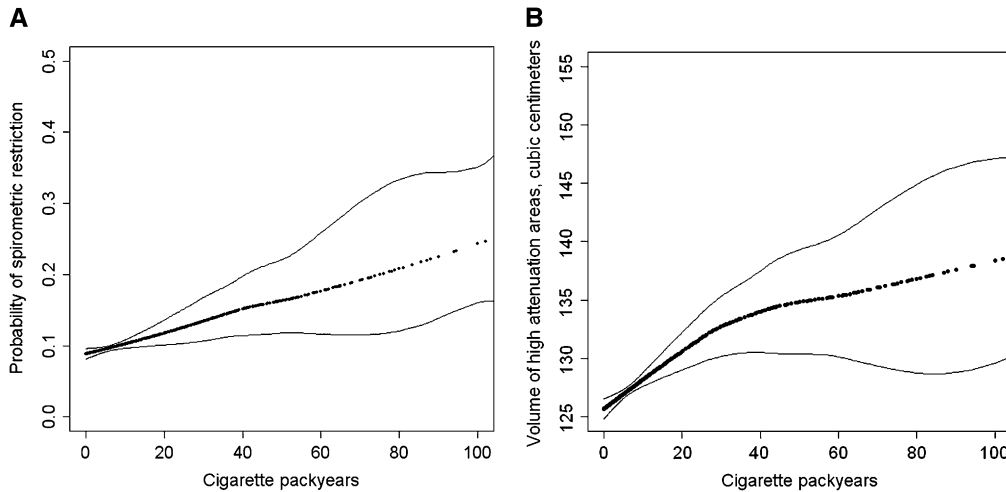 A
Probability of spirometric restriction
0.5
0.4
0.3
0.2
0.1
0.0
0 20 40 60 80 100
Cigarette packyears
B
Volume of high attenuation areas, cubic centimeters
155
150
145
140
135
130
125
0 20 40 60 80 100
Cigarette packyears